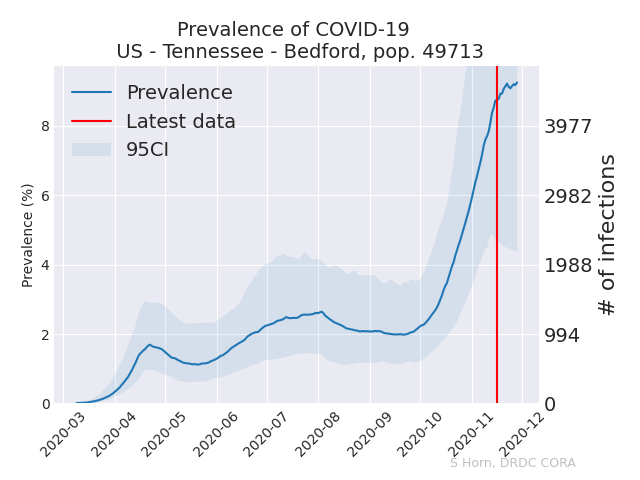 Prevalence of COVID-19
US - Tennessee - Bedford, pop. 49713
Prevalence
Latest data
95CI
Prevalence (%)
8
6
4
2
0
3977
2982
1988
994
0
# of infections
2020-03
2020-04
2020-05
2020-06
2020-07
2020-08
2020-09
2020-10
2020-11
2020-12
S Horn, DRDC CORA